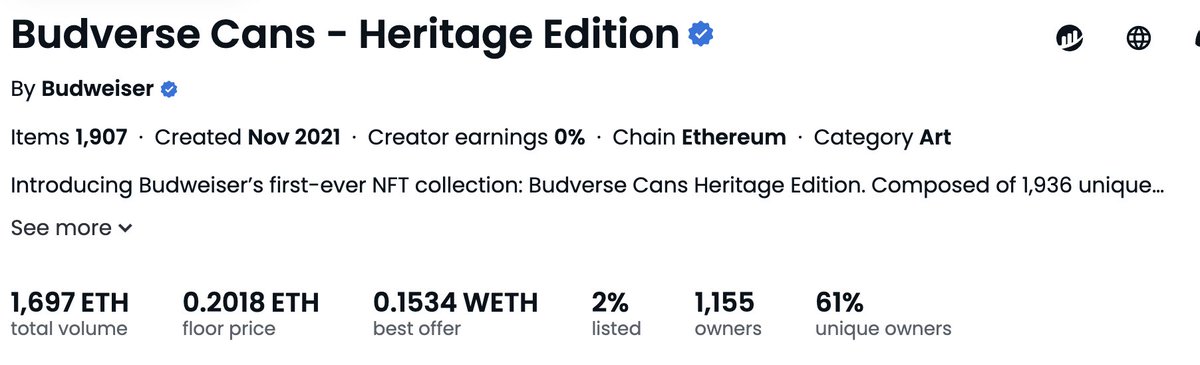 Budverse Cans - Heritage Edition
By Budweiser
Items 1,907 · Created Nov 2021 · Creator earnings 0% · Chain Ethereum · Category Art
Introducing Budweiser's first-ever NFT collection: Budverse Cans Heritage Edition. Composed of 1,936 unique...
See more
1,697 ETH 0.2018 ETH 0.1534 WETH 2% 1,155 61%
total volume floor price best offer listed owners unique owners